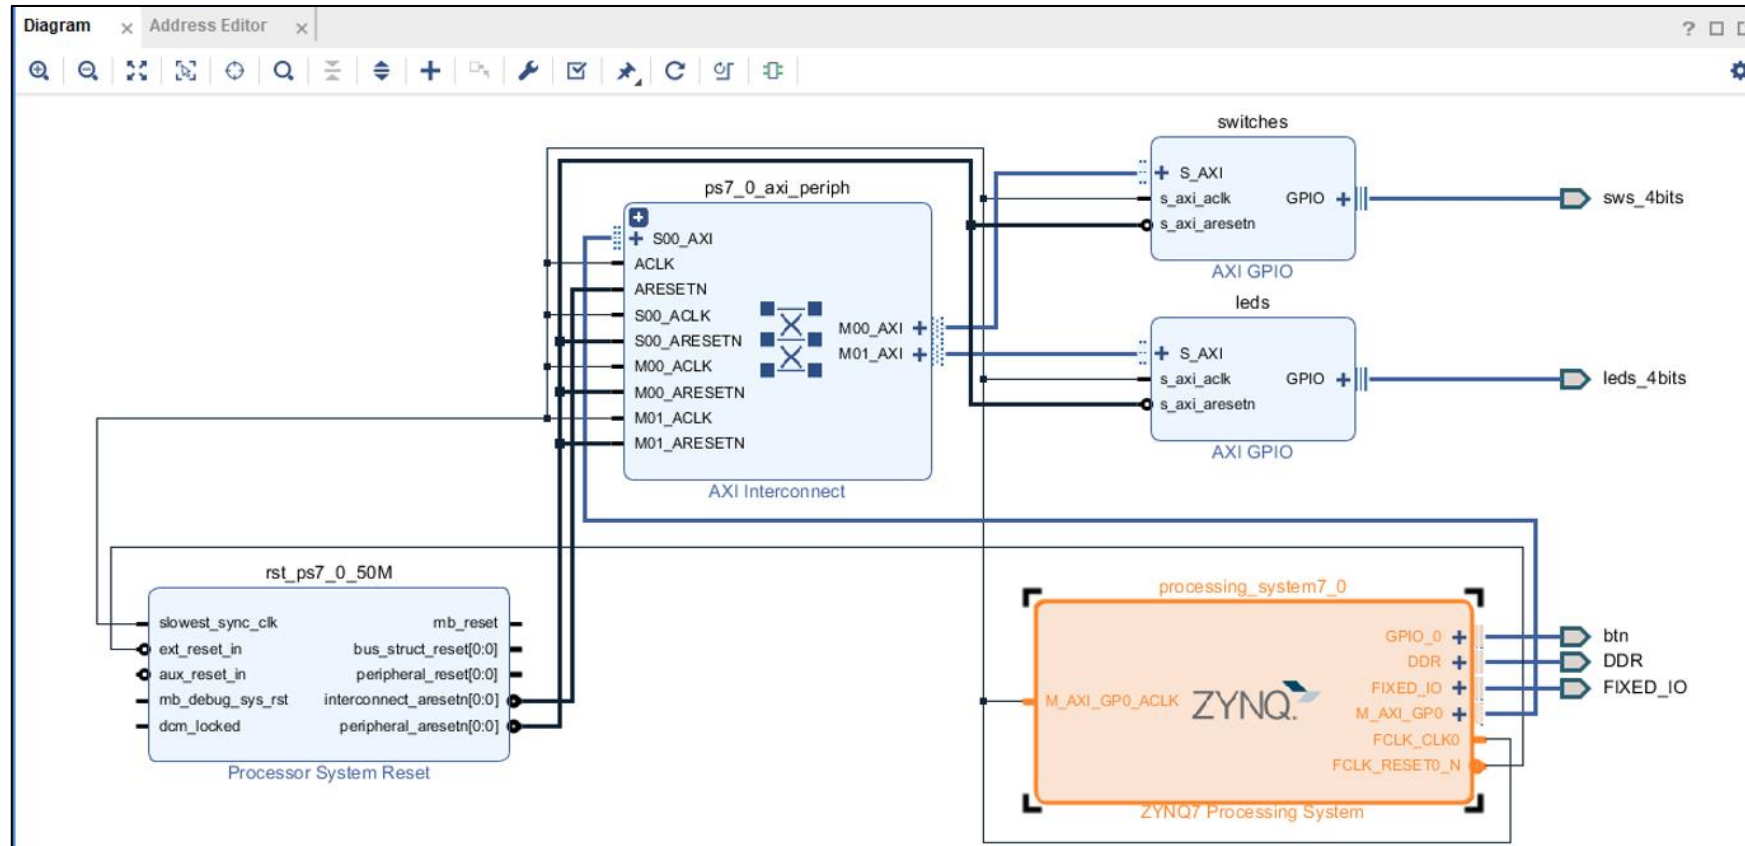 Diagram
Address Editor
switches
S_AXI
s_axi_aclk
s_axi_aresetn
GPIO
AXI GPIO
sws_4bits
ps7_0_axi_periph
S00_AXI
ACLK
ARESETN
S00_ACLK
S00_ARESETN
M00_ACLK
M00_ARESETN
M01_ACLK
M01_ARESETN
M00_AXI
M01_AXI
AXI Interconnect
leds
S_AXI
s_axi_aclk
s_axi_aresetn
GPIO
AXI GPIO
leds_4bits
rst_ps7_0_50M
slowest_sync_clk
ext_reset_in
aux_reset_in
mb_debug_sys_rst
dcm_locked
mb_reset
bus_struct_reset[0:0]
peripheral_reset[0:0]
interconnect_aresetn[0:0]
peripheral_aresetn[0:0]
Processor System Reset
processing_system7_0
M_AXI_GP0_ACLK
ZYNQ
GPIO_0
DDR
FIXED_IO
M_AXI_GP0
FCLK_CLK0
FCLK_RESET0_N
ZYNQ7 Processing System
btn
DDR
FIXED_IO